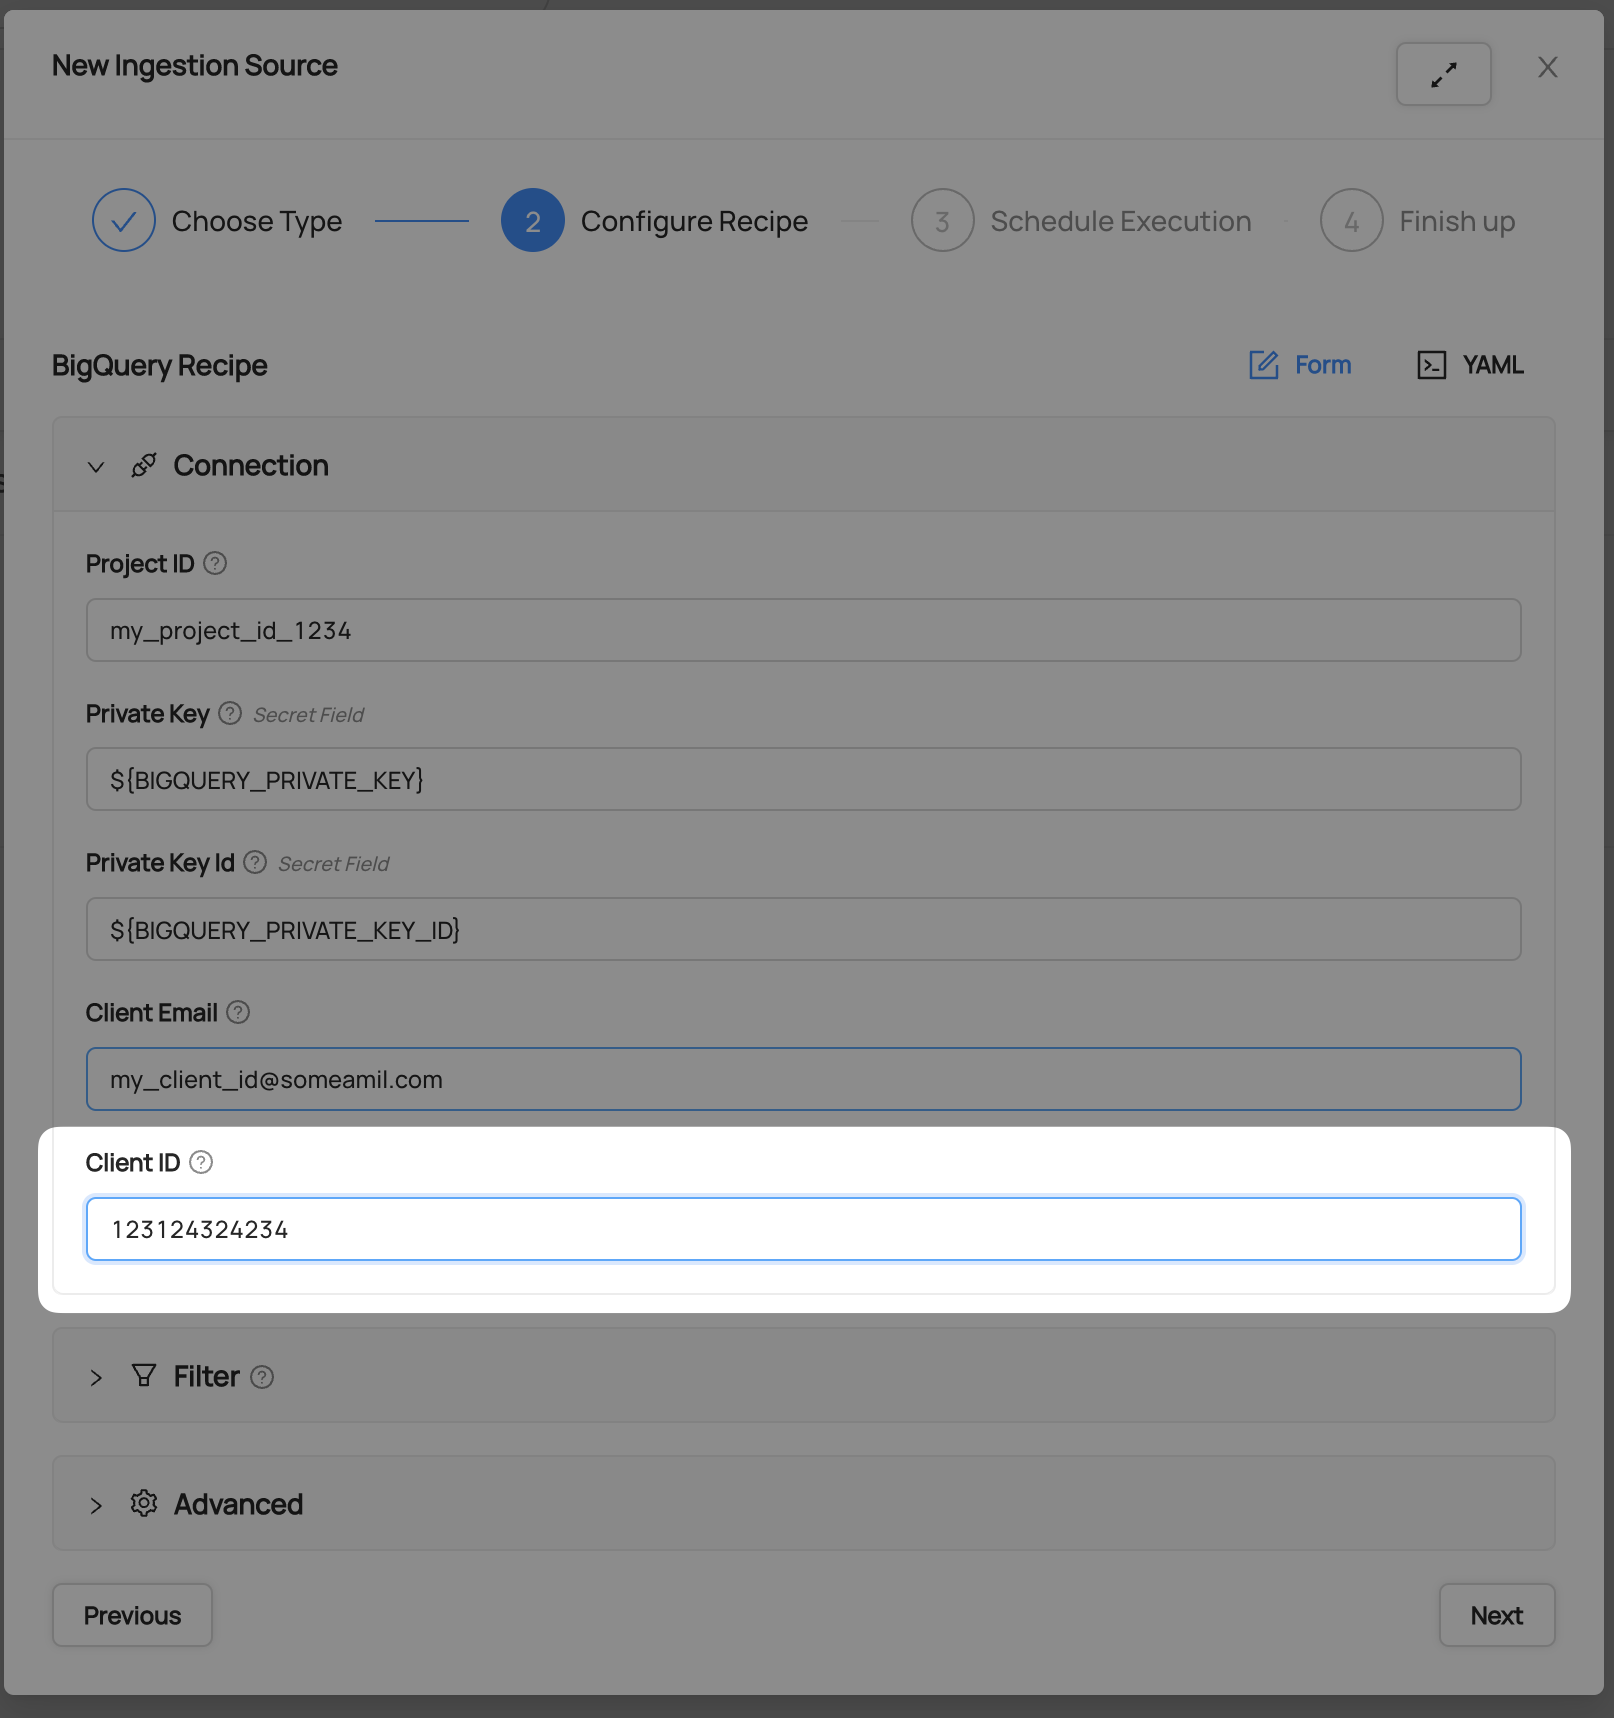 New Ingestion Source
Choose Type
2 Configure Recipe
3 Schedule Execution
4 Finish up
BigQuery Recipe
Form
YAML
Connection
Project ID ?
my_project_id_1234
Private Key ? Secret Field
${BIGQUERY_PRIVATE_KEY}
Private Key Id ? Secret Field
${BIGQUERY_PRIVATE_KEY_ID}
Client Email ?
my_client_id@someamil.com
Client ID ?
123124324234
Filter ?
Advanced
Previous
Next